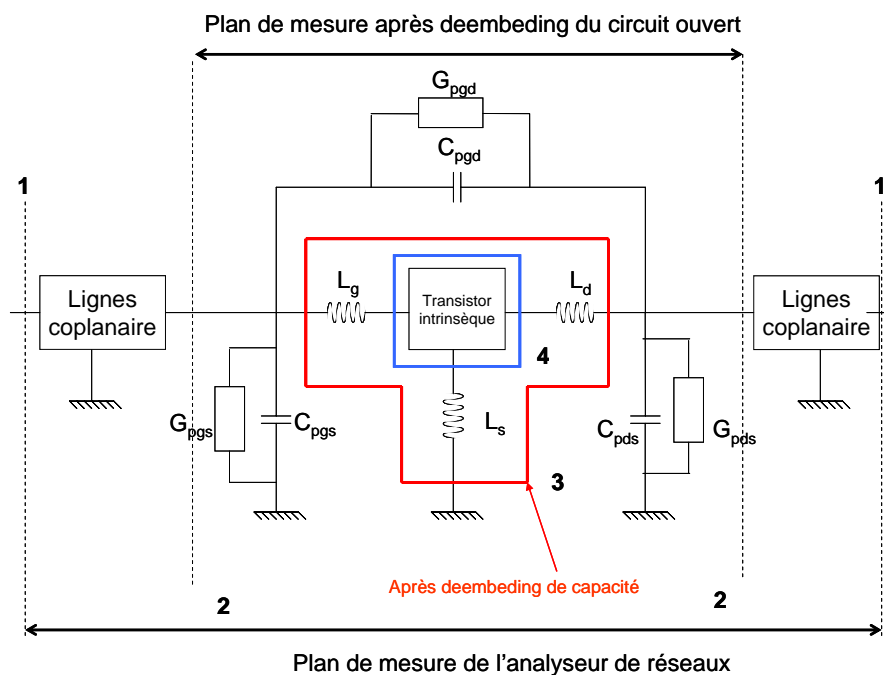 Plan de mesure après deembeding du circuit ouvert
Gpgd
Cpgd
1
1
Lignes
coplanaire
Lg
Transistor
intrinsèque
Ld
Lignes
coplanaire
4
Gpgs
Cpgs
Ls
Cpds
Gpds
3
Après deembeding de capacité
2
2
Plan de mesure de l'analyseur de réseaux